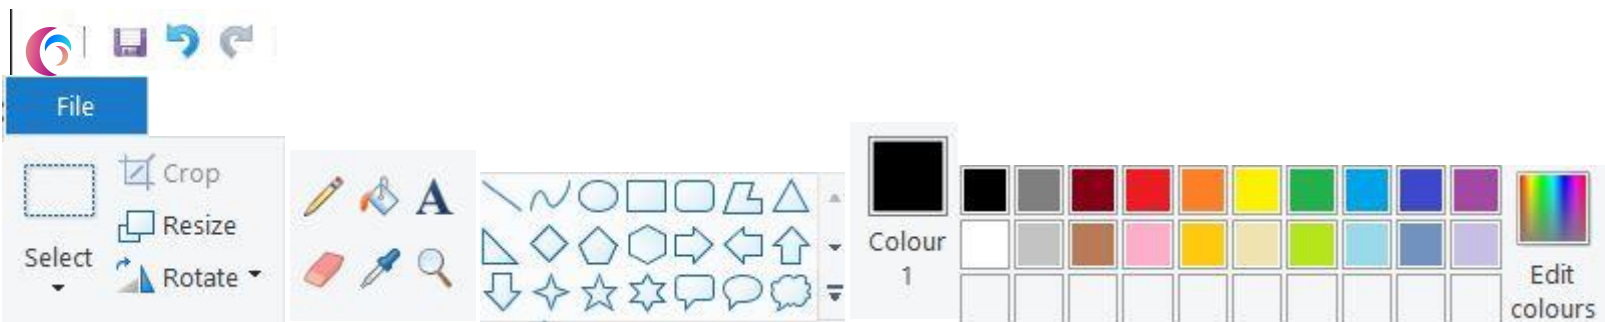 File
Crop
Resize
Select
Rotate
A
Colour
1
Edit
colours